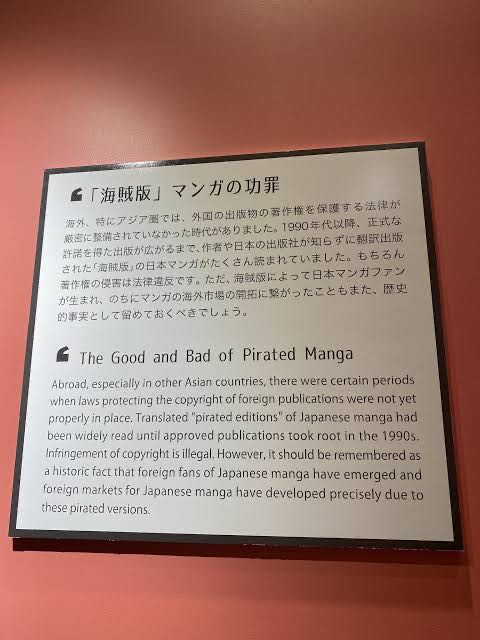 「海賊版」マンガの功罪
海外、特にアジア圏では、外国の出版物の著作権を保護する法律が
厳密に整備されていなかった時代がありました。1990年代以降、正式な
許諾を得た出版が広がるまで、作者や日本の出版社が知らずに翻訳出版
された「海賊版」の日本マンガがたくさん読まれていました。もちろん
著作権の侵害は法律違反です。ただ、海賊版によって日本マンガファン
が生まれ、のちにマンガの海外市場の開拓に繋がったこともまた、歴史
的事実として留めておくべきでしょう。
The Good and Bad of Pirated Manga
Abroad, especially in other Asian countries, there were certain periods
when laws protecting the copyright of foreign publications were not yet
properly in place. Translated "pirated editions" of Japanese manga had
been widely read until approved publications took root in the 1990s.
Infringement of copyright is illegal. However, it should be remembered as
a historic fact that foreign fans of Japanese manga have emerged and
foreign markets for Japanese manga have developed precisely due to
these pirated versions.